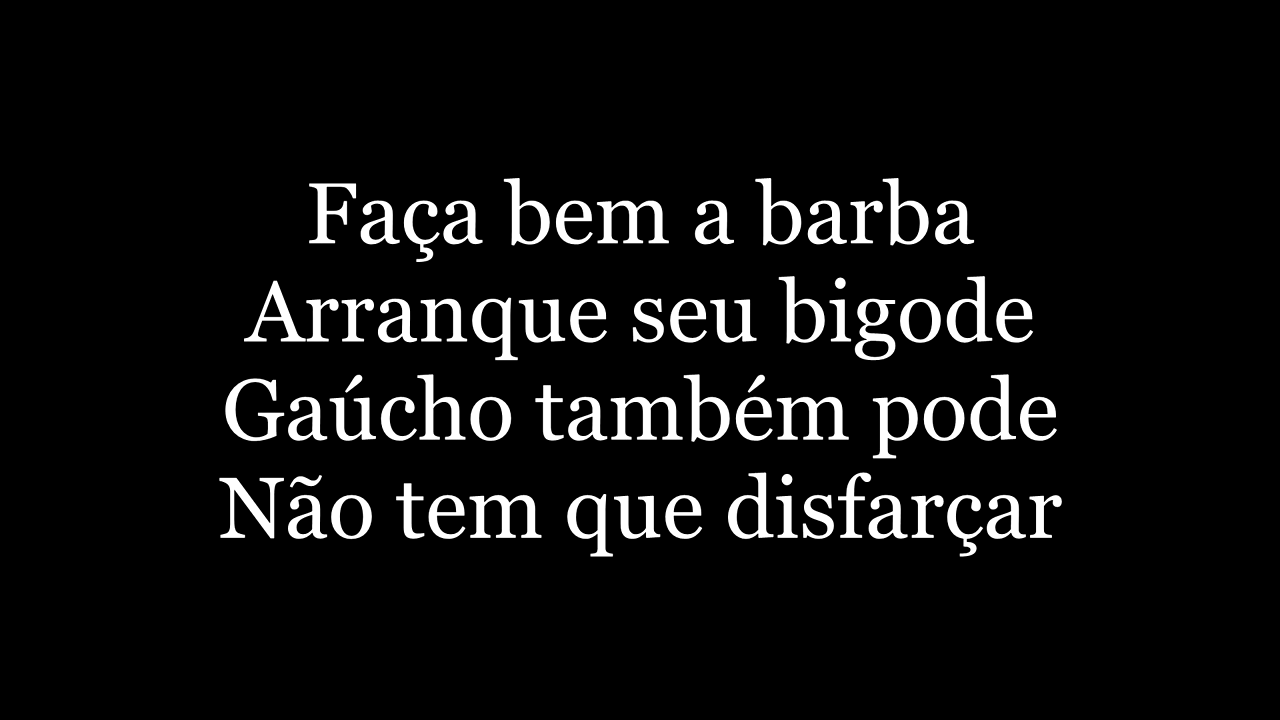 Faça bem a barba
Arranque seu bigode
Gaúcho também pode
Não tem que disfarçar